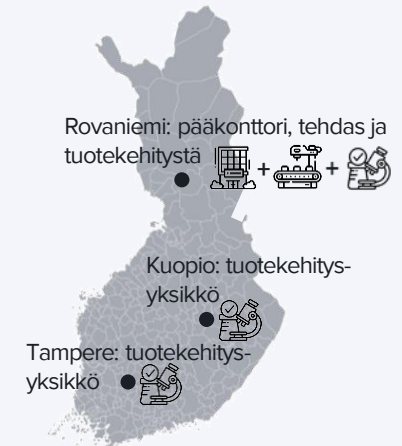 Rovaniemi: pääkonttori, tehdas ja
tuotekehitystä
+ +
Kuopio: tuotekehitys-
yksikkö
Tampere: tuotekehitys-
yksikkö